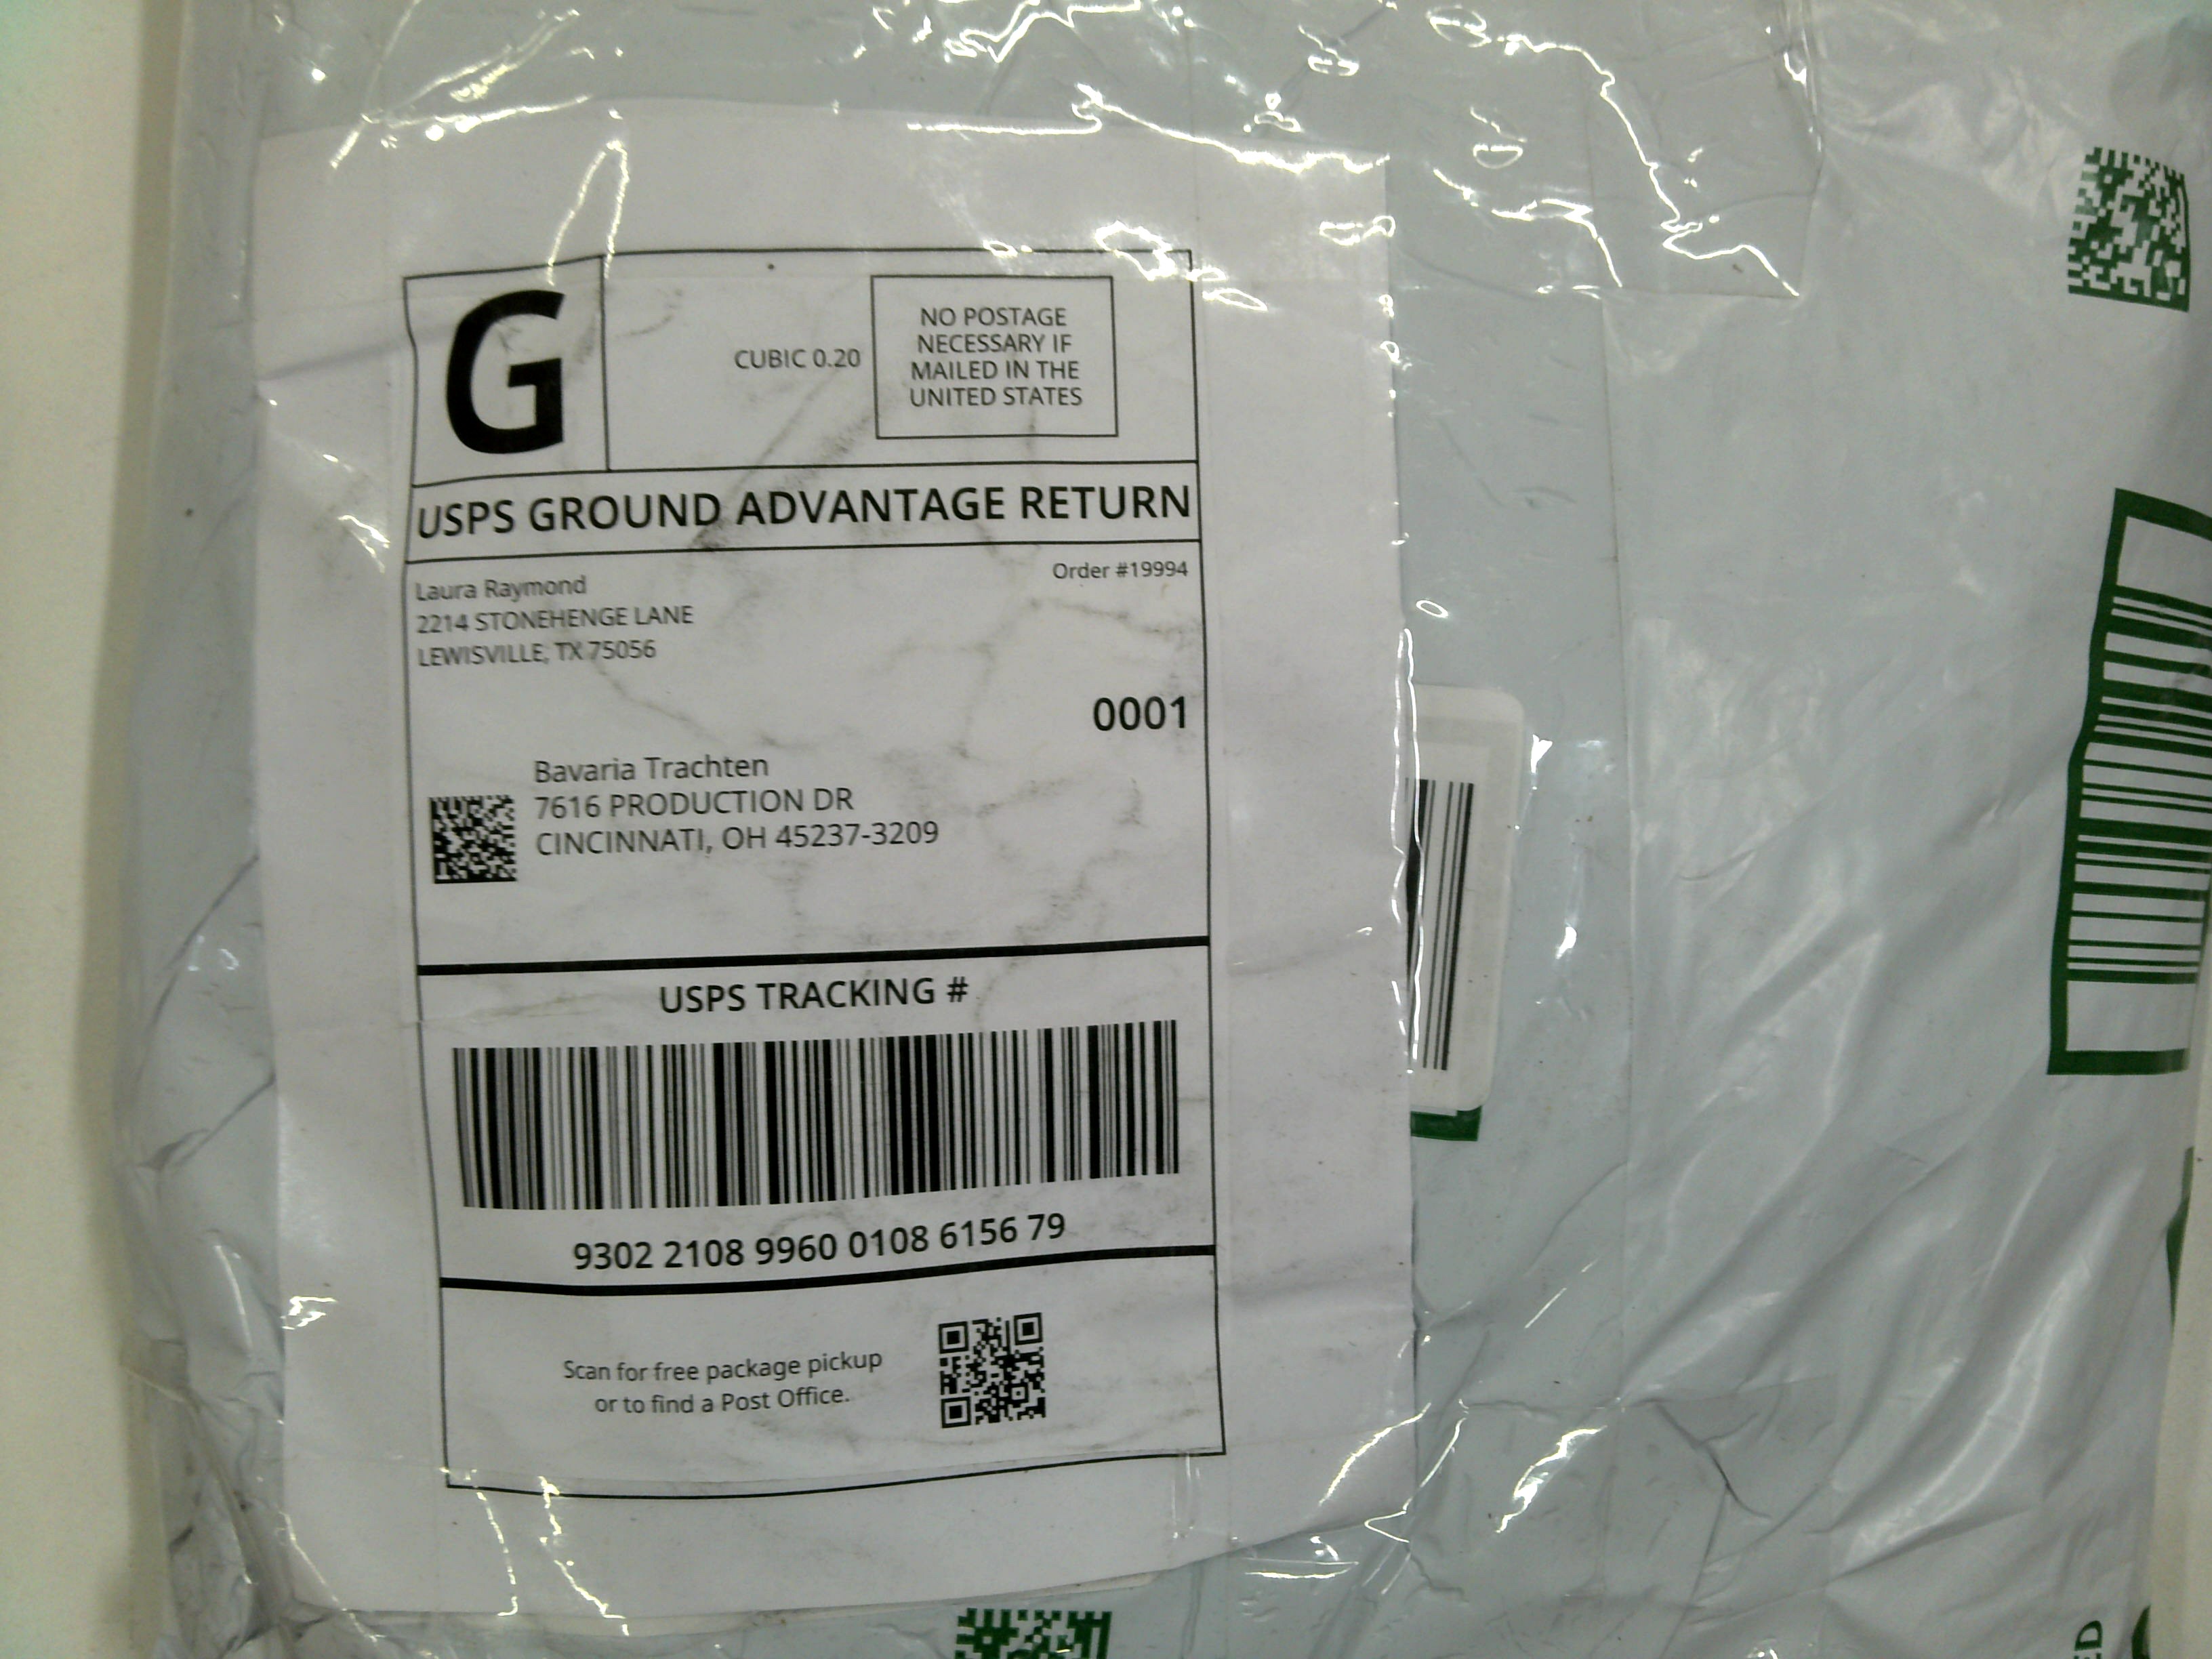 G
CUBIC 0.20
NO POSTAGE
NECESSARY IF
MAILED IN THE
UNITED STATES
USPS GROUND ADVANTAGE RETURN
Laura Raymond
2214 STONEHENGE LANE
LEWISVILLE, TX 75056
Order #19994
0001
Bavaria Trachten
7616 PRODUCTION DR
CINCINNATI, OH 45237-3209
USPS TRACKING #
9302 2108 9960 0108 6156 79
Scan for free package pickup
or to find a Post Office.